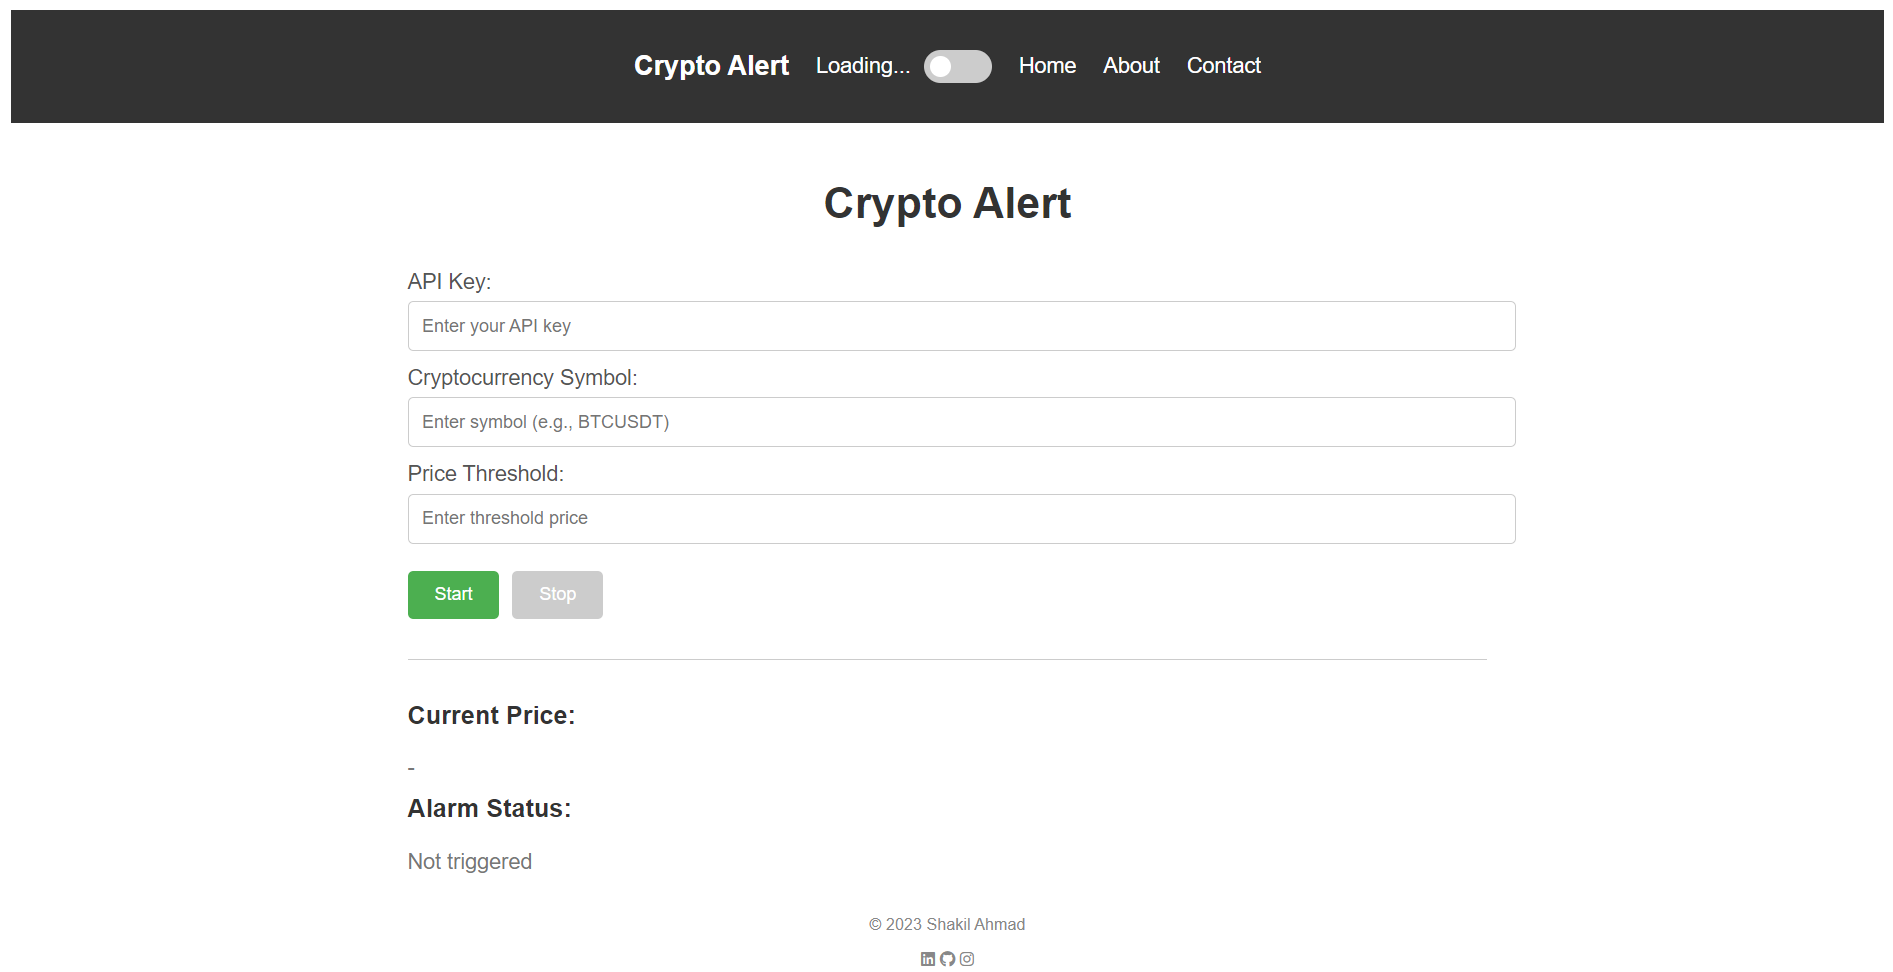 Crypto Alert Loading... Home About Contact
Crypto Alert
API Key:
Enter your API key
Cryptocurrency Symbol:
Enter symbol (e.g., BTCUSDT)
Price Threshold:
Enter threshold price
Start Stop
Current Price:
-
Alarm Status:
Not triggered
© 2023 Shakil Ahmad